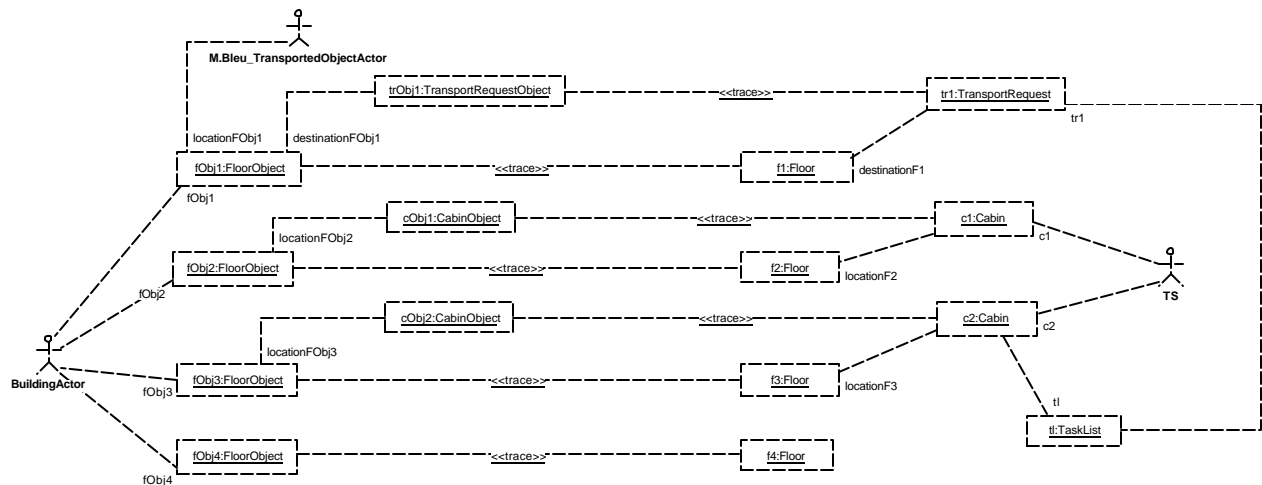 M.Bleu_TransportedObjectActor
trObj1:TransportRequestObject
<<trace>>
tr1:TransportRequest
tr1
locationFObj1
destinationFObj1
fObj1:FloorObject
<<trace>>
f1:Floor
destinationF1
fObj1
cObj1:CabinObject
<<trace>>
c1:Cabin
c1
locationFObj2
fObj2:FloorObject
<<trace>>
f2:Floor
locationF2
fObj2
TS
cObj2:CabinObject
<<trace>>
c2:Cabin
c2
locationFObj3
BuildingActor
fObj3:FloorObject
<<trace>>
f3:Floor
locationF3
fObj3
tl
tl:TaskList
fObj4:FloorObject
<<trace>>
f4:Floor
fObj4